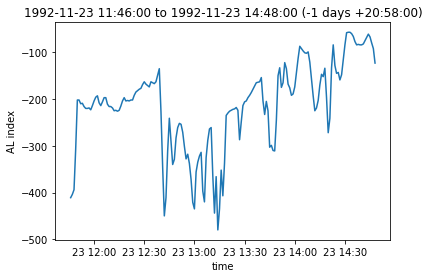 1992-11-23 11:46:00 to 1992-11-23 14:48:00 (-1 days +20:58:00)
−100
−200
−300
−400
−500
AL index
23 12:00 23 12:30 23 13:00 23 13:30 23 14:00 23 14:30
time